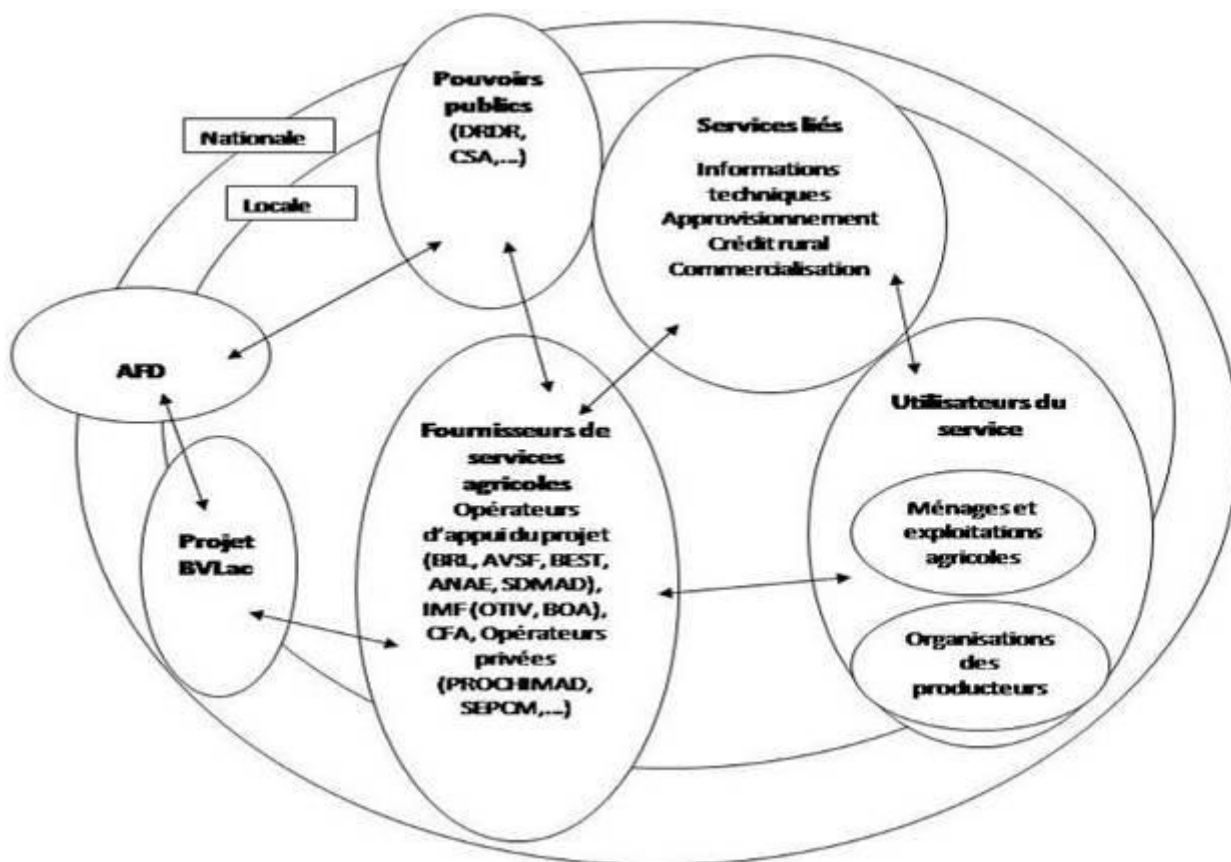 Pouvoirs
publics
(DRDR,
CSA,...)
Nationale
Locale
Services liés
Informations
techniques
Approvisionnement
Crédit rural
Commercialisation
AFD
Projet
BVLac
Fournisseurs de
services
agricoles
Opérateurs
d'appui du projet
(BRL, AVSF, BEST,
ANAE, SDMAD),
IMF (OTIV, BOA),
CFA, Opérateurs
privées
(PROCHIMAD,
SEPCM,...)
Utilisateurs du
service
Ménages et
exploitations
agricoles
Organisations
des
producteurs